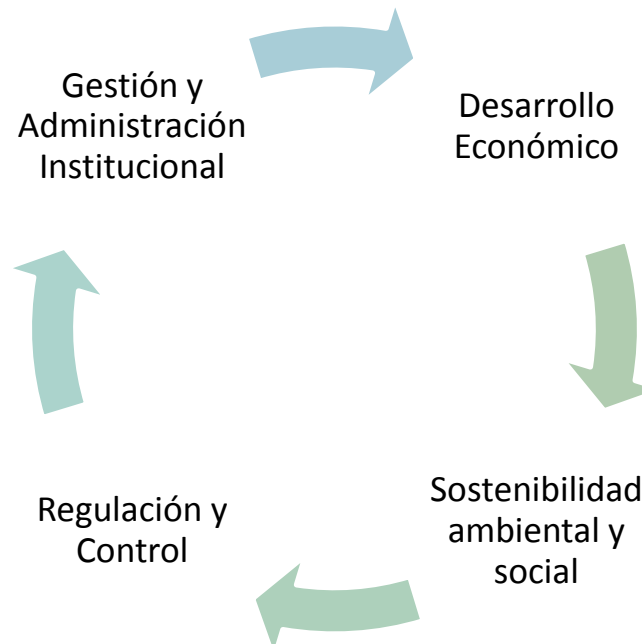 Gestión y
Administración
Institucional
Desarrollo
Económico
Sostenibilidad
ambiental y
social
Regulación y
Control